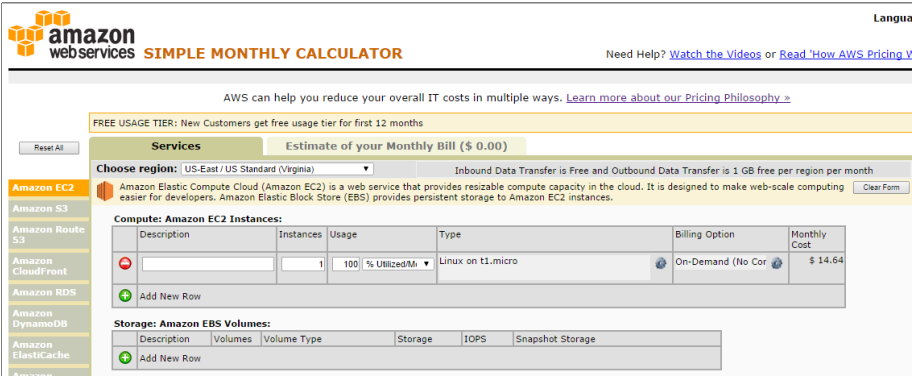 Langua
amazon
webservices SIMPLE MONTHLY CALCULATOR
Need Help? Watch the Videos or Read 'How AWS Pricing W
AWS can help you reduce your overall IT costs in multiple ways. Learn more about our Pricing Philosophy »
FREE USAGE TIER: New Customers get free usage tier for first 12 months
Reset All
Services
Estimate of your Monthly Bill ($ 0.00)
Choose region: US-East / US Standard (Virginia)
Inbound Data Transfer is Free and Outbound Data Transfer is 1 GB free per region per month
Amazon EC2
Amazon S3
Amazon Route
53
Amazon
CloudFront
Amazon RDS
Amazon
DynamoDB
Amazon
ElastiCache
Amazon
Amazon Elastic Compute Cloud (Amazon EC2) is a web service that provides resizable compute capacity in the cloud. It is designed to make web-scale computing
easier for developers. Amazon Elastic Block Store (EBS) provides persistent storage to Amazon EC2 instances.
Clear Form
Compute: Amazon EC2 Instances:
Description Instances Usage Type Billing Option Monthly
Cost
1 100 % Utilized/M Linux on t1.micro On-Demand (No Cor $ 14.64
Add New Row
Storage: Amazon EBS Volumes:
Description Volumes Volume Type Storage IOPS Snapshot Storage
Add New Row